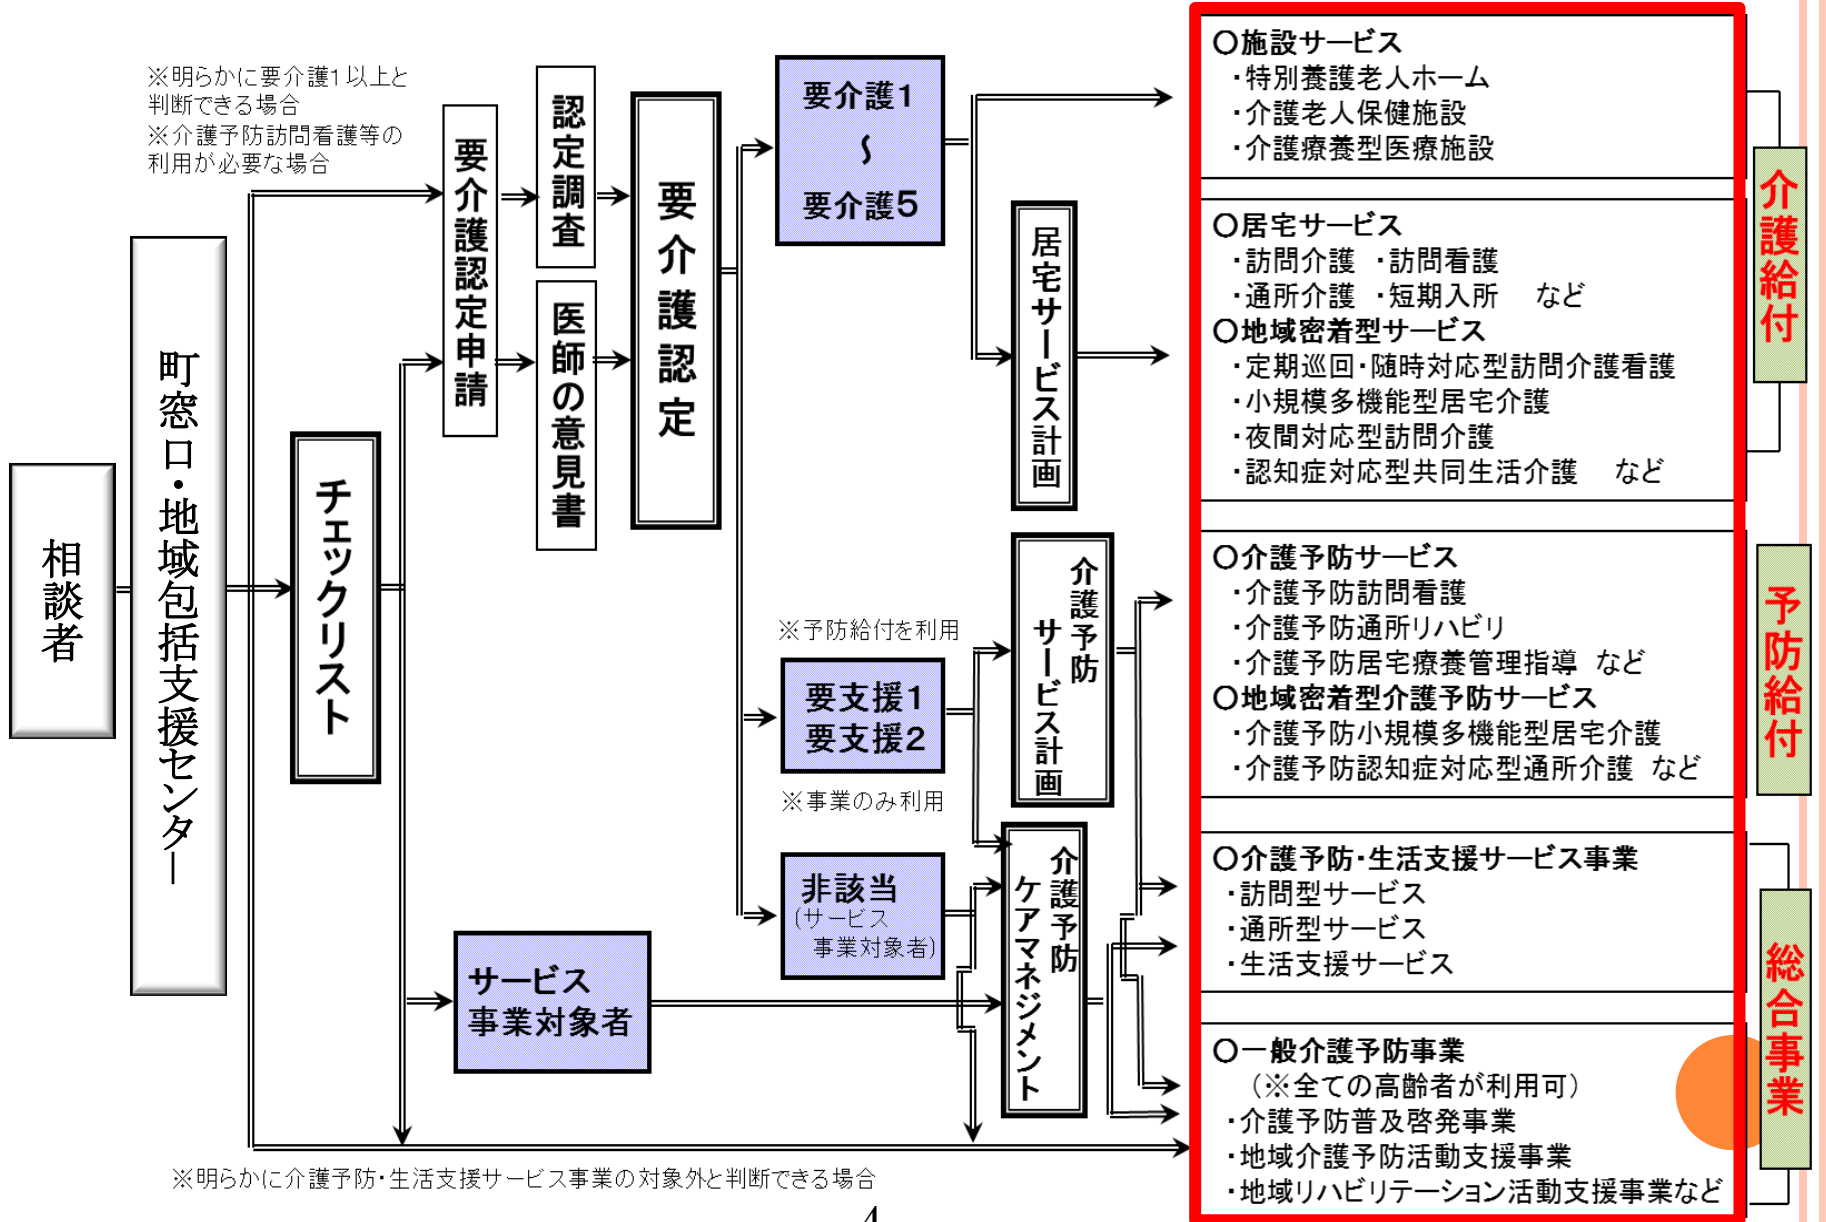 ※明らかに要介護1以上と
判断できる場合
※介護予防訪問看護等の
利用が必要な場合
相談者
町窓口・地域包括支援センター
チェックリスト
要介護認定申請
認定調査
医師の意見書
要介護認定
要介護1
~
要介護5
※予防給付を利用
要支援1
要支援2
※事業のみ利用
非該当
(サービス
事業対象者)
サービス
事業対象者
居宅サービス計画
介護予防
サービス計画
介護予防
ケアマネジメント
○施設サービス
・特別養護老人ホーム
・介護老人保健施設
・介護療養型医療施設
○居宅サービス
・訪問介護 ・訪問看護
・通所介護 ・短期入所 など
○地域密着型サービス
・定期巡回・随時対応型訪問介護看護
・小規模多機能型居宅介護
・夜間対応型訪問介護
・認知症対応型共同生活介護 など
○介護予防サービス
・介護予防訪問看護
・介護予防通所リハビリ
・介護予防居宅療養管理指導 など
○地域密着型介護予防サービス
・介護予防小規模多機能型居宅介護
・介護予防認知症対応型通所介護 など
○介護予防・生活支援サービス事業
・訪問型サービス
・通所型サービス
・生活支援サービス
○一般介護予防事業
(※全ての高齢者が利用可)
・介護予防普及啓発事業
・地域介護予防活動支援事業
・地域リハビリテーション活動支援事業など
介護給付
予防給付
総合事業
※明らかに介護予防・生活支援サービス事業の対象外と判断できる場合
4